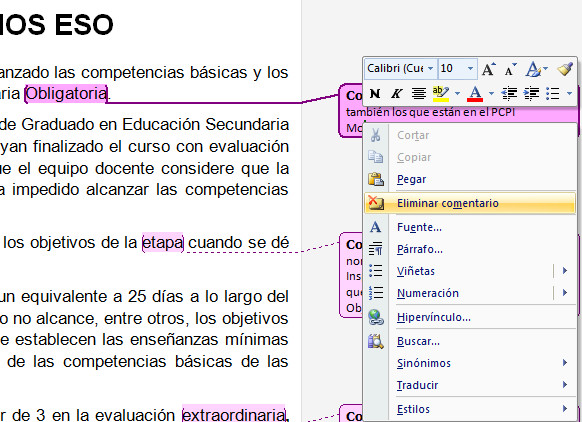 NOS ESO
anzado las competencias básicas y los
aria Obligatoria.
de Graduado en Educación Secundaria
yan finalizado el curso con evaluación
ue el equipo docente considere que la
a impedido alcanzar las competencias
los objetivos de la etapa cuando se dé
un equivalente a 25 días a lo largo del
o no alcance, entre otros, los objetivos
e establecen las enseñanzas mínimas
de las competencias básicas de las
r de 3 en la evaluación extraordinaria,
Calibri (Cue 10 A A A
N K ab A
Co
también los que están en el PCPI
Mo
Cortar
Copiar
Pegar
Eliminar comentario
Fuente...
Párrafo...
Viñetas
Numeración
Hipervínculo...
Buscar...
Sinónimos
Traducir
Estilos
Co
nor
Ins
que
Ob
Co